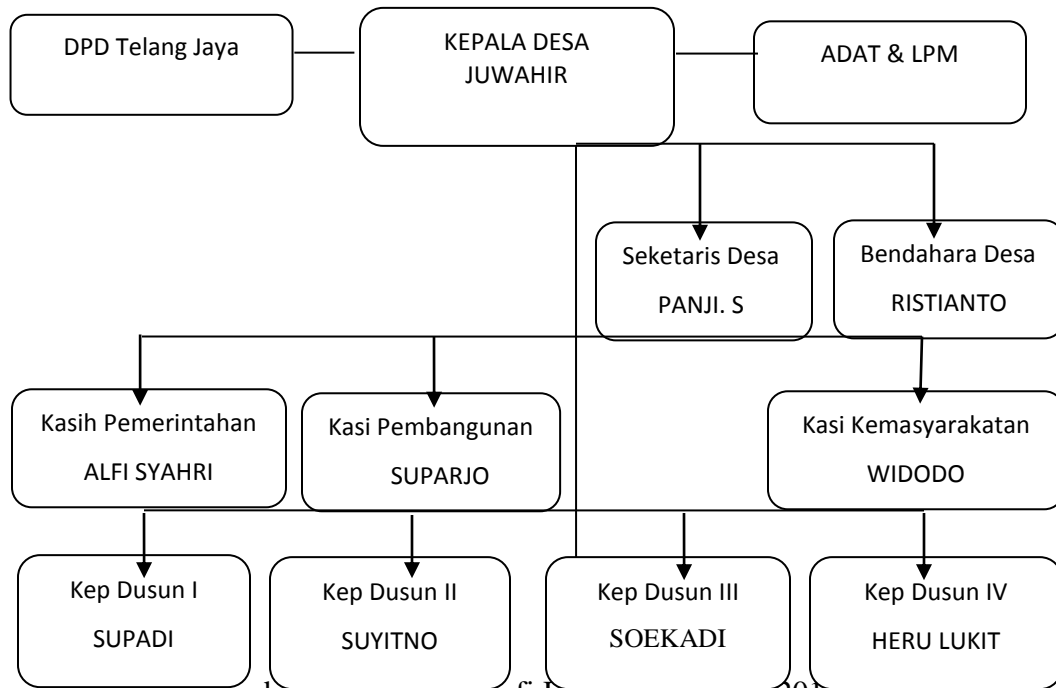 DPD Telang Jaya
KEPALA DESA
JUWAHIR
ADAT & LPM
Seketaris Desa
PANJI. S
Bendahara Desa
RISTIANTO
Kasih Pemerintahan
ALFI SYAHRI
Kasi Pembangunan
SUPARJO
Kasi Kemasyarakatan
WIDODO
Kep Dusun I
SUPADI
Kep Dusun II
SUYITNO
Kep Dusun III
SOEKADI
Kep Dusun IV
HERU LUKIT